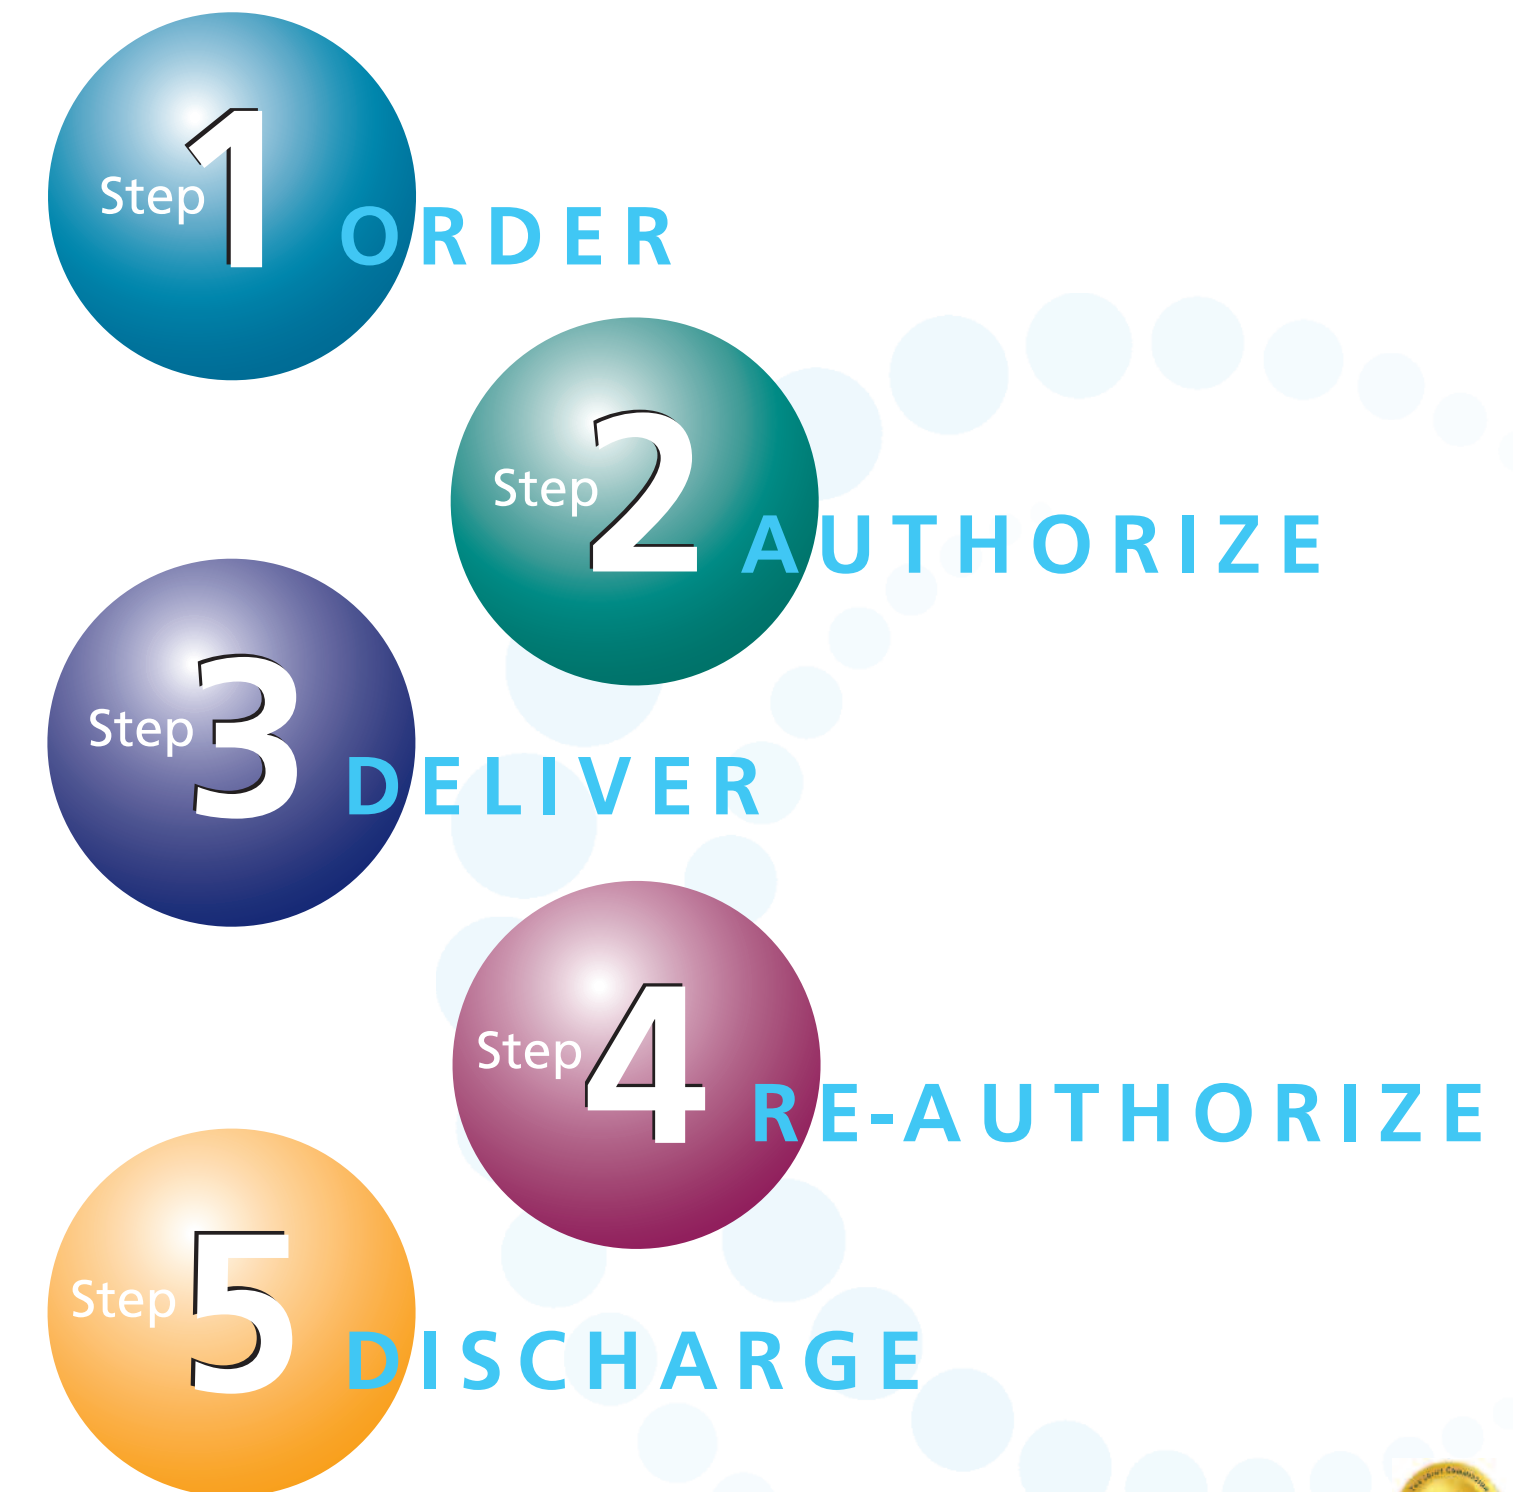 Step 1 ORDER
Step 2 AUTHORIZE
Step 3 DELIVER
Step 4 RE-AUTHORIZE
Step 5 DISCHARGE